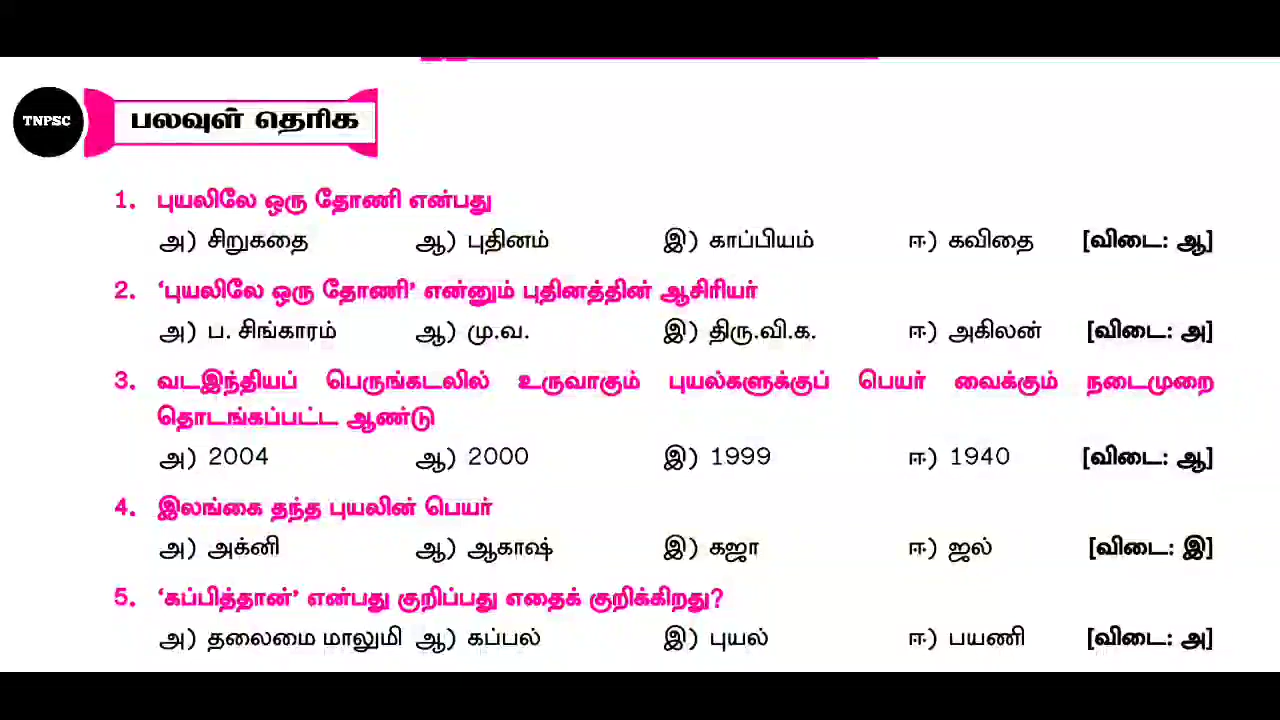 TNPSC
பலவுள் தெரிக
1. புயலிலே ஒரு தோணி என்பது
அ) சிறுகதை ஆ) புதினம் இ) காப்பியம் ஈ) கவிதை [விடை: ஆ]
2. ‘புயலிலே ஒரு தோணி’ என்னும் புதினத்தின் ஆசிரியர்
அ) ப. சிங்காரம் ஆ) மு.வ. இ) திரு.வி.க. ஈ) அகிலன் [விடை: அ]
3. வடஇந்தியப் பெருங்கடலில் உருவாகும் புயல்களுக்குப் பெயர் வைக்கும் நடைமுறை
தொடங்கப்பட்ட ஆண்டு
அ) 2004 ஆ) 2000 இ) 1999 ஈ) 1940 [விடை: ஆ]
4. இலங்கை தந்த புயலின் பெயர்
அ) அக்னி ஆ) ஆகாஷ் இ) கஜா ஈ) ஜல் [விடை: இ]
5. ‘கப்பித்தான்’ என்பது குறிப்பது எதைக் குறிக்கிறது?
அ) தலைமை மாலுமி ஆ) கப்பல் இ) புயல் ஈ) பயணி [விடை: அ]